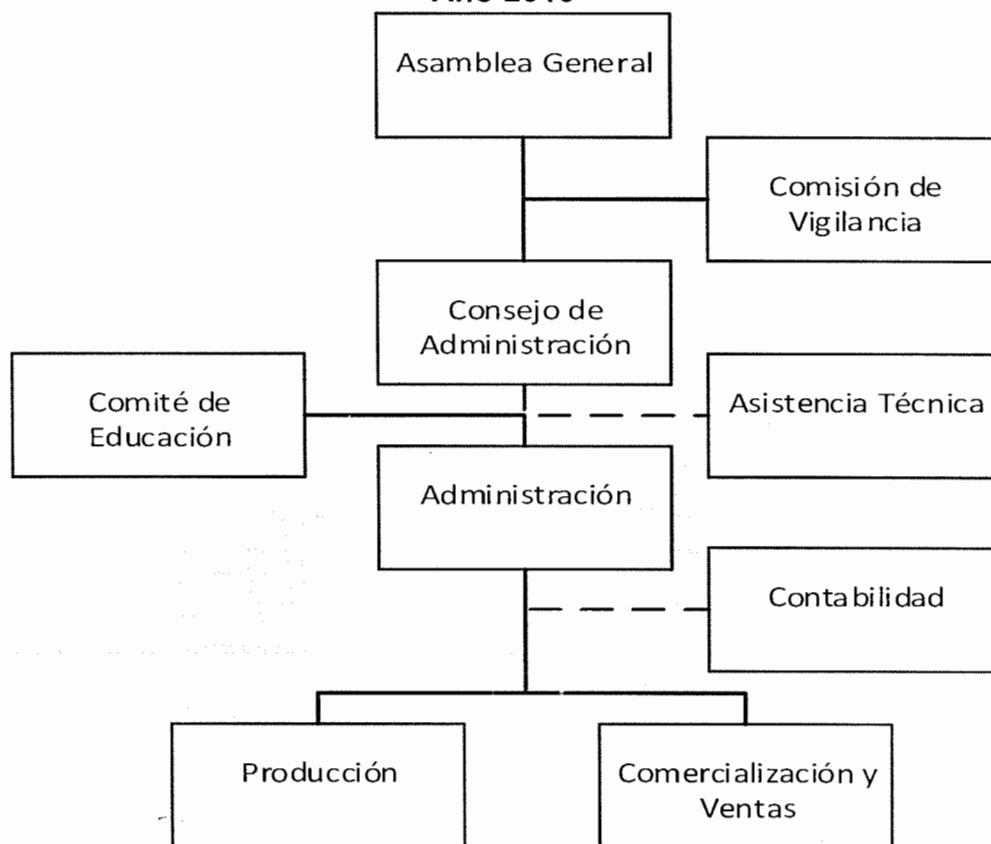 Asamblea General
Comisión de
Vigilancia
Consejo de
Administración
Comité de
Educación
Asistencia Técnica
Administración
Contabilidad
Producción
Comercialización y
Ventas